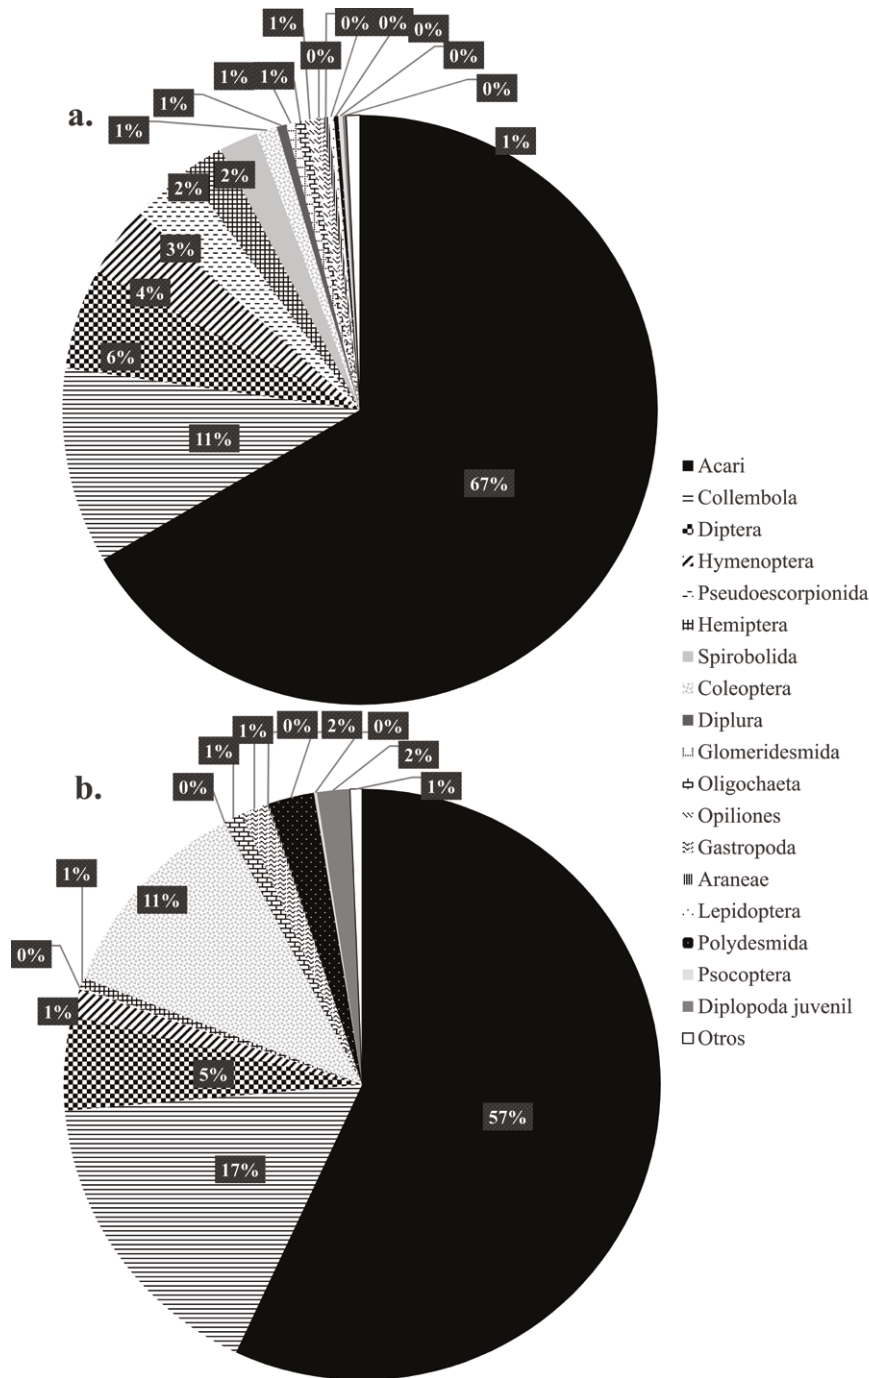 1%
0%
0%
0%
0%
0%
1%
1%
1%
0%
1%
a.
1%
2%
2%
3%
4%
6%
11%
67%
Acari
Collembola
Diptera
Hymenoptera
Pseudoescorpionida
Hemiptera
Spirobolida
Coleoptera
Diplura
Glomeridesmida
Oligochaeta
Opiliones
Gastropoda
Araneae
Lepidoptera
Polydesmida
Psocoptera
Diplopoda juvenil
Otros
b.
0%
1%
1%
0%
2%
0%
2%
1%
1%
11%
0%
1%
5%
57%
17%